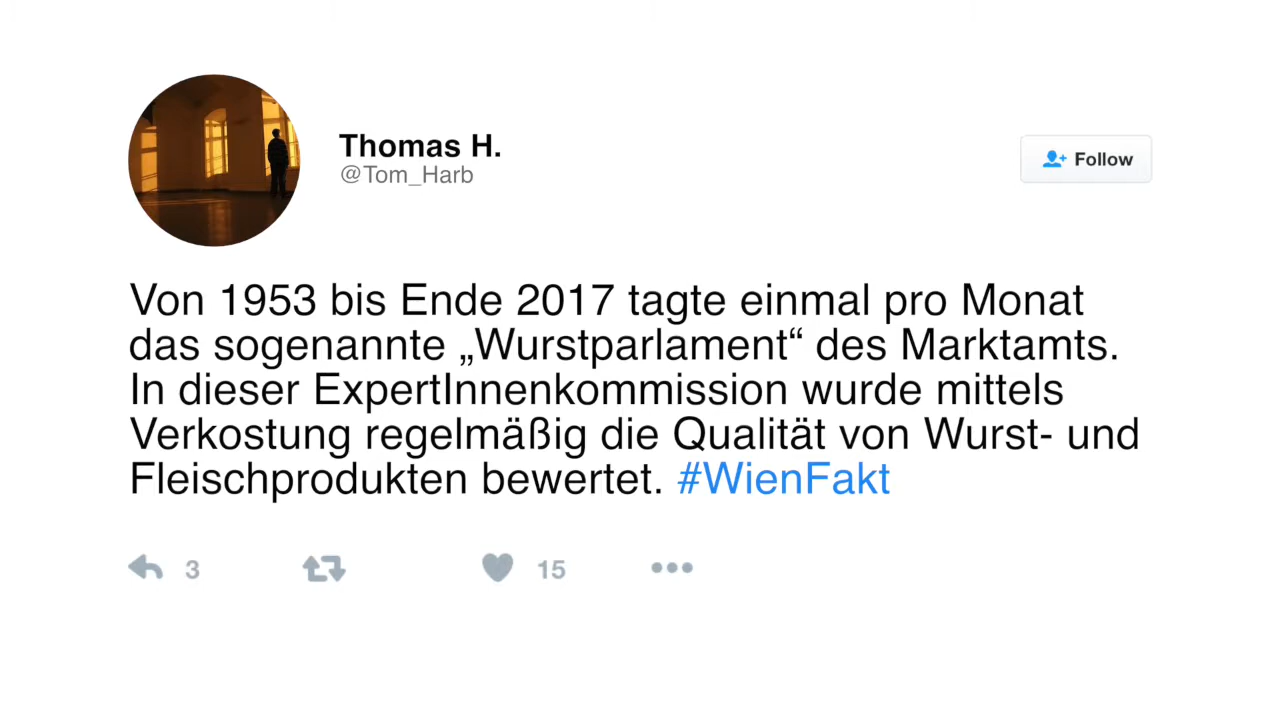 Thomas H.
@Tom_Harb
Follow
Von 1953 bis Ende 2017 tagte einmal pro Monat
das sogenannte „Wurstparlament“ des Marktamts.
In dieser ExpertInnenkommission wurde mittels
Verkostung regelmäßig die Qualität von Wurst- und
Fleischprodukten bewertet. #WienFakt
3 15